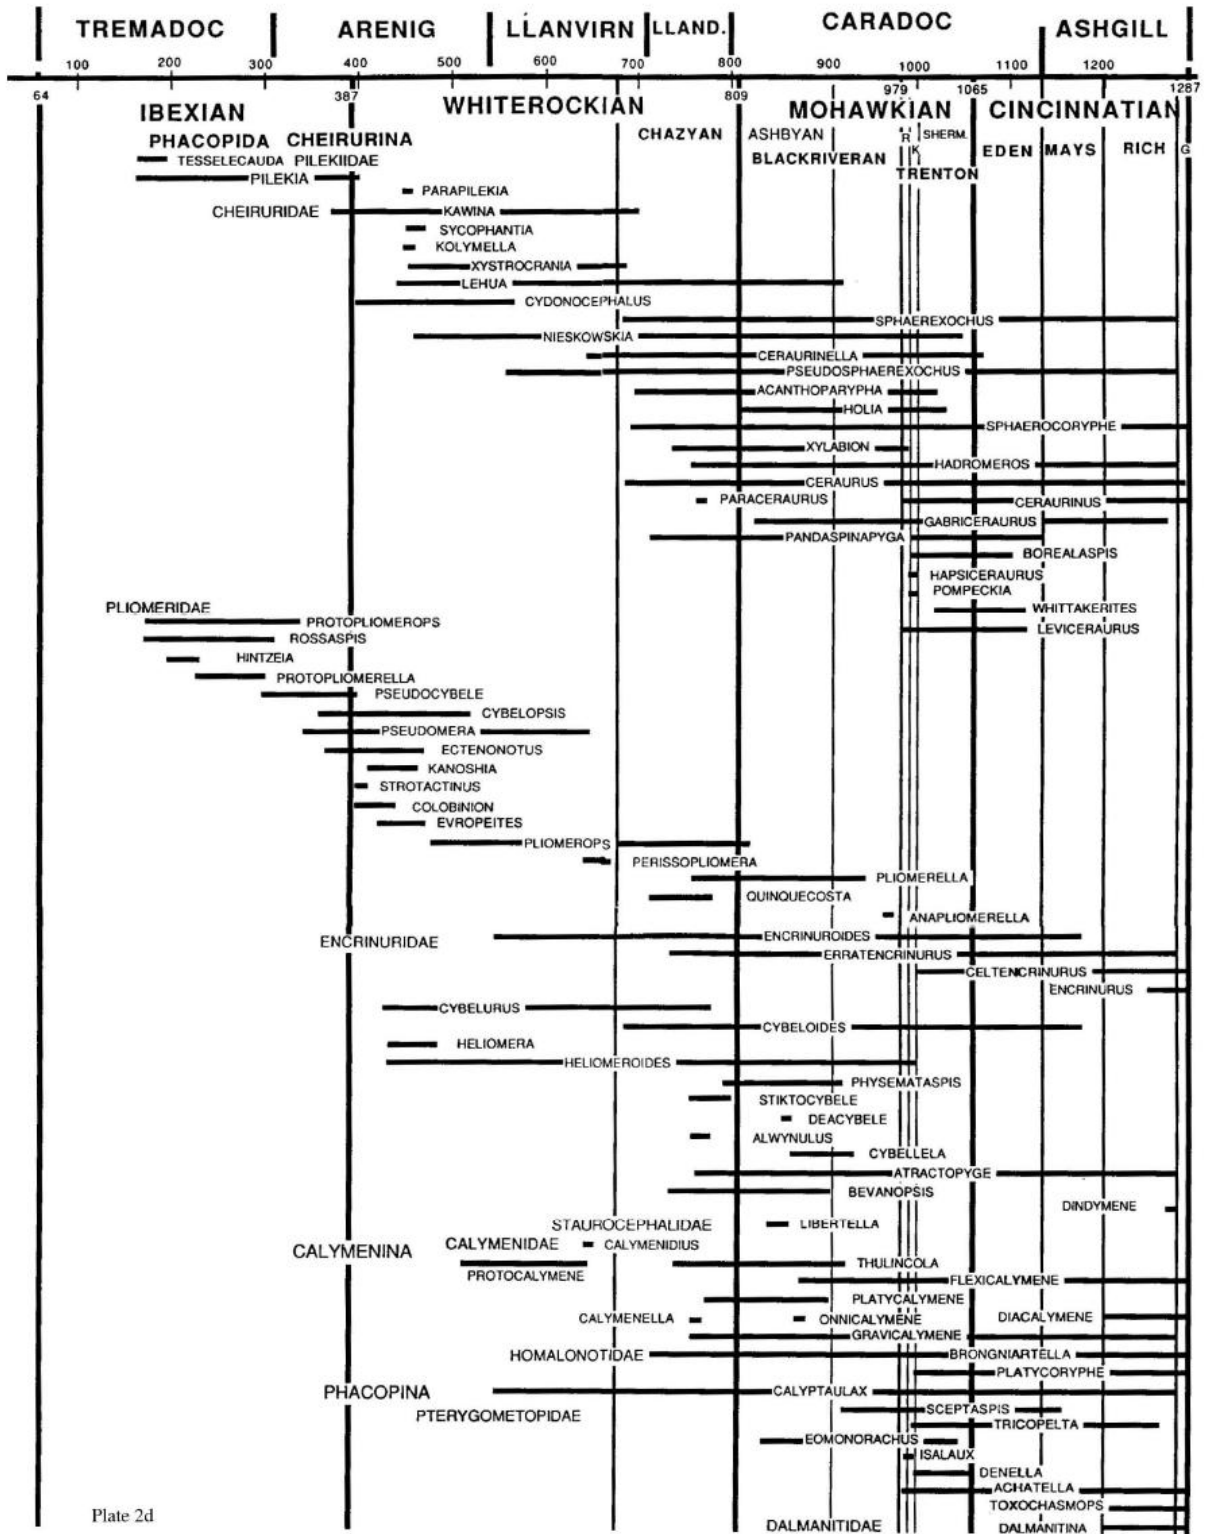 TREMADOC ARENIG LLANVIRN LLAND. CARADOC ASHGILL
100 200 300 400 500 600 700 800 900 1000 1100 1200
64 387 809 979 1065 1287
IBEXIAN WHITEROCKIAN MOHAWKIAN CINCINNATIAN
CHAZYAN ASHBYAN R SHERM.
PHACOPIDA CHEIRURINA K EDEN MAYS RICH G
BLACKRIVERAN
TRENTON
TESSELECAUDA PILEKIIDAE
PILEKIA
PARAPILEKIA
CHEIRURIDAE KAWINA
SYCOPHANTIA
KOLYMELLA
XYSTROCRANIA
LEHUA
CYDONOCEPHALUS
SPHAEREXOCHUS
NIESKOWSKIA
CERAURINELLA
PSEUDOSPHAEREXOCHUS
ACANTHOPARYPHA
HOLIA
SPHAEROCORYPHE
XYLABION
HADROMEROS
CERAURUS
PARACERAURUS CERAURINUS
GABRICERAURUS
PANDASPINAPYGA
BOREALASPIS
HAPSICERAURUS
POMPECKIA
PLIOMERIDAE WHITTAKERITES
PROTOPLIOMEROPS
LEVICERAURUS
ROSSASPIS
HINTZEIA
PROTOPLIOMERELLA
PSEUDOCYBELE
CYBELOPSIS
PSEUDOMERA
ECTENONOTUS
KANOSHIA
STROTACTINUS
COLOBINION
EVROPEITES
PLIOMEROPS
PERISSOPLIOMERA
PLIOMERELLA
QUINQUECOSTA
ANAPLIOMERELLA
ENCRINURIDAE ENCRINUROIDES
ERRATENCRINURUS
CELTENCRINURUS
ENCRINURUS
CYBELURUS
CYBELOIDES
HELIOMERA
HELIOMEROIDES
PHYSEMATASPIS
STIKTOCYBELE
DEACYBELE
ALWYNULUS
CYBELLELA
ATRACTOPYGE
BEVANOPSIS
DINDYMENE
STAUROCEPHALIDAE LIBERTELLA
CALYMENINA CALYMENIDAE CALYMENIDIUS
THULINCOLA
PROTOCALYMENE FLEXICALYMENE
PLATYCALYMENE
CALYMENELLA ONNICALYMENE DIACALYMENE
GRAVICALYMENE
HOMALONOTIDAE BRONGNIARTELLA
PLATYCORYPHE
PHACOPINA CALYPTAULAX
PTERYGOMETOPIDAE SCEPTASPIS
TRICOPELTA
EOMONORACHUS
ISALAUX
DENELLA
ACHATELLA
TOXOCHASMOPS
Plate 2d
DALMANITIDAE DALMANITINA